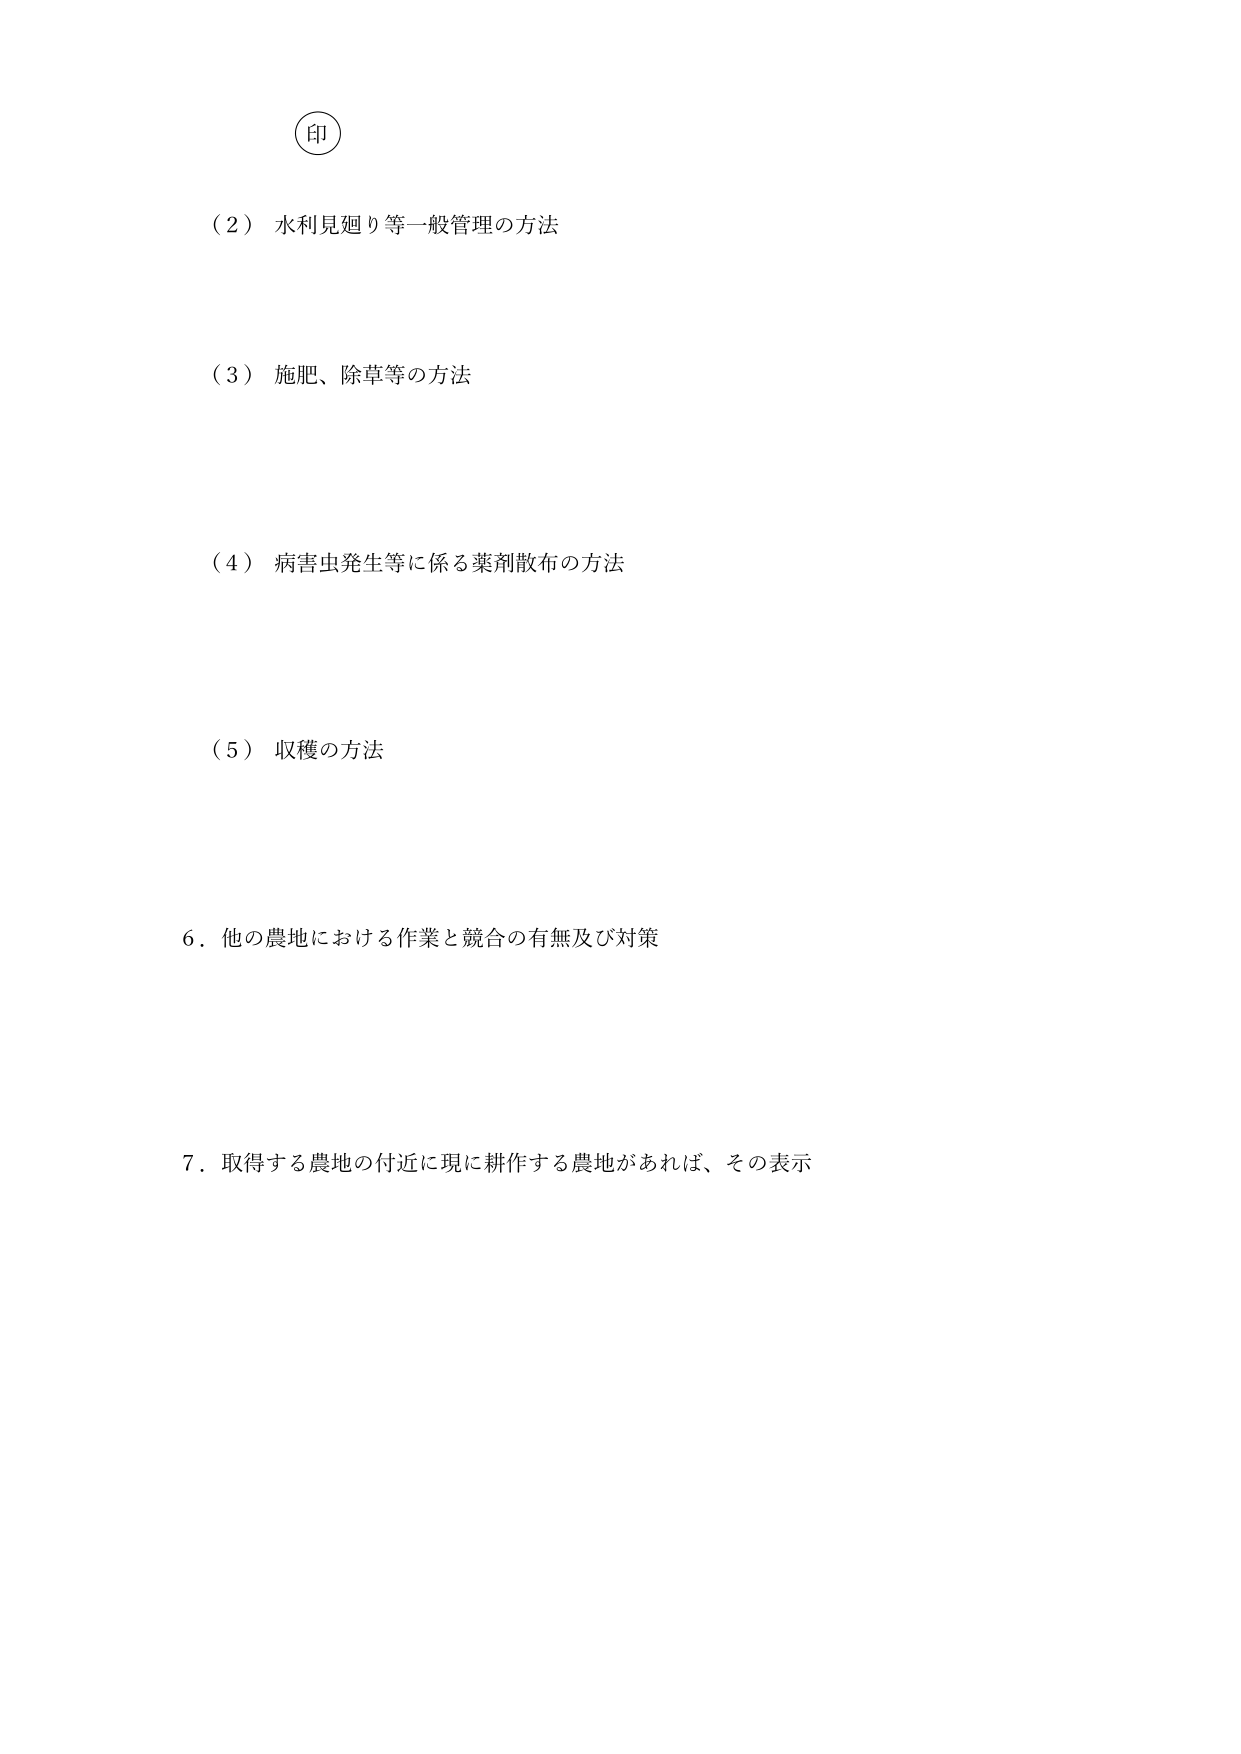 印
（２） 水利見廻り等一般管理の方法
（３） 施肥、除草等の方法
（４） 病害虫発生等に係る薬剤散布の方法
（５） 収穫の方法
６．他の農地における作業と競合の有無及び対策
７．取得する農地の付近に現に耕作する農地があれば、その表示